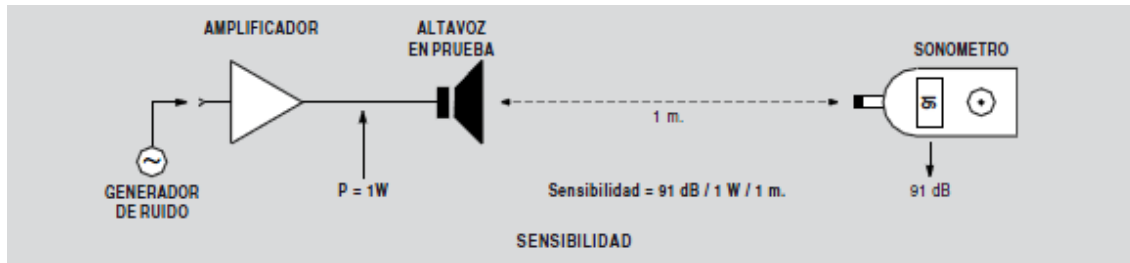 AMPLIFICADOR
ALTAVOZ
EN PRUEBA
SONOMETRO
91
1 m.
GENERADOR
DE RUIDO
P = 1W
Sensibilidad = 91 dB / 1 W / 1 m.
91 dB
SENSIBILIDAD